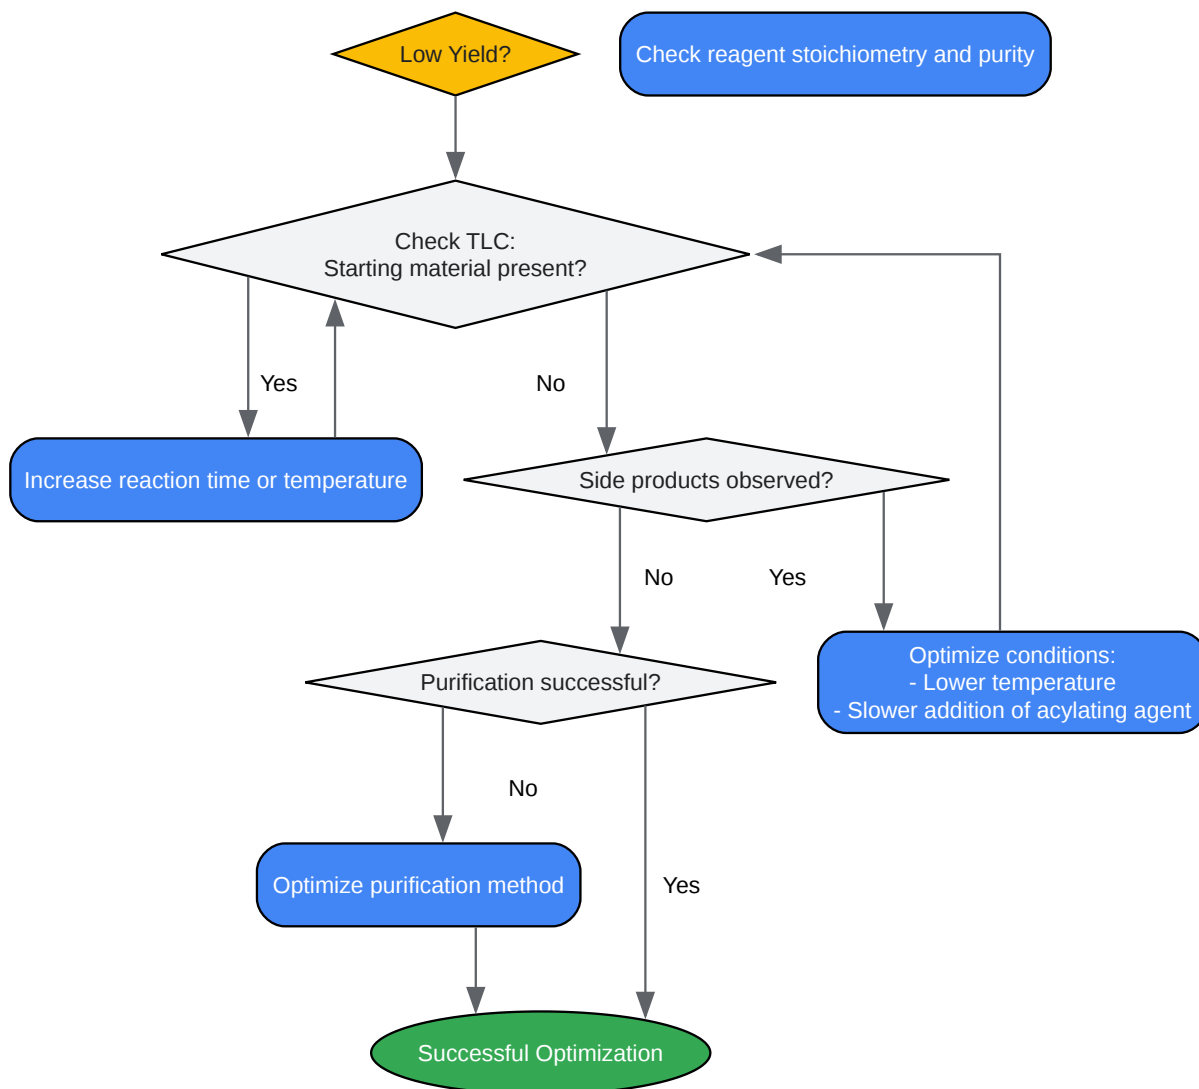 Low Yield?
Check reagent stoichiometry and purity
Check TLC:
Starting material present?
Yes
No
Increase reaction time or temperature
Side products observed?
No
Yes
Optimize conditions:
- Lower temperature
- Slower addition of acylating agent
Purification successful?
No
Optimize purification method
Yes
Successful Optimization